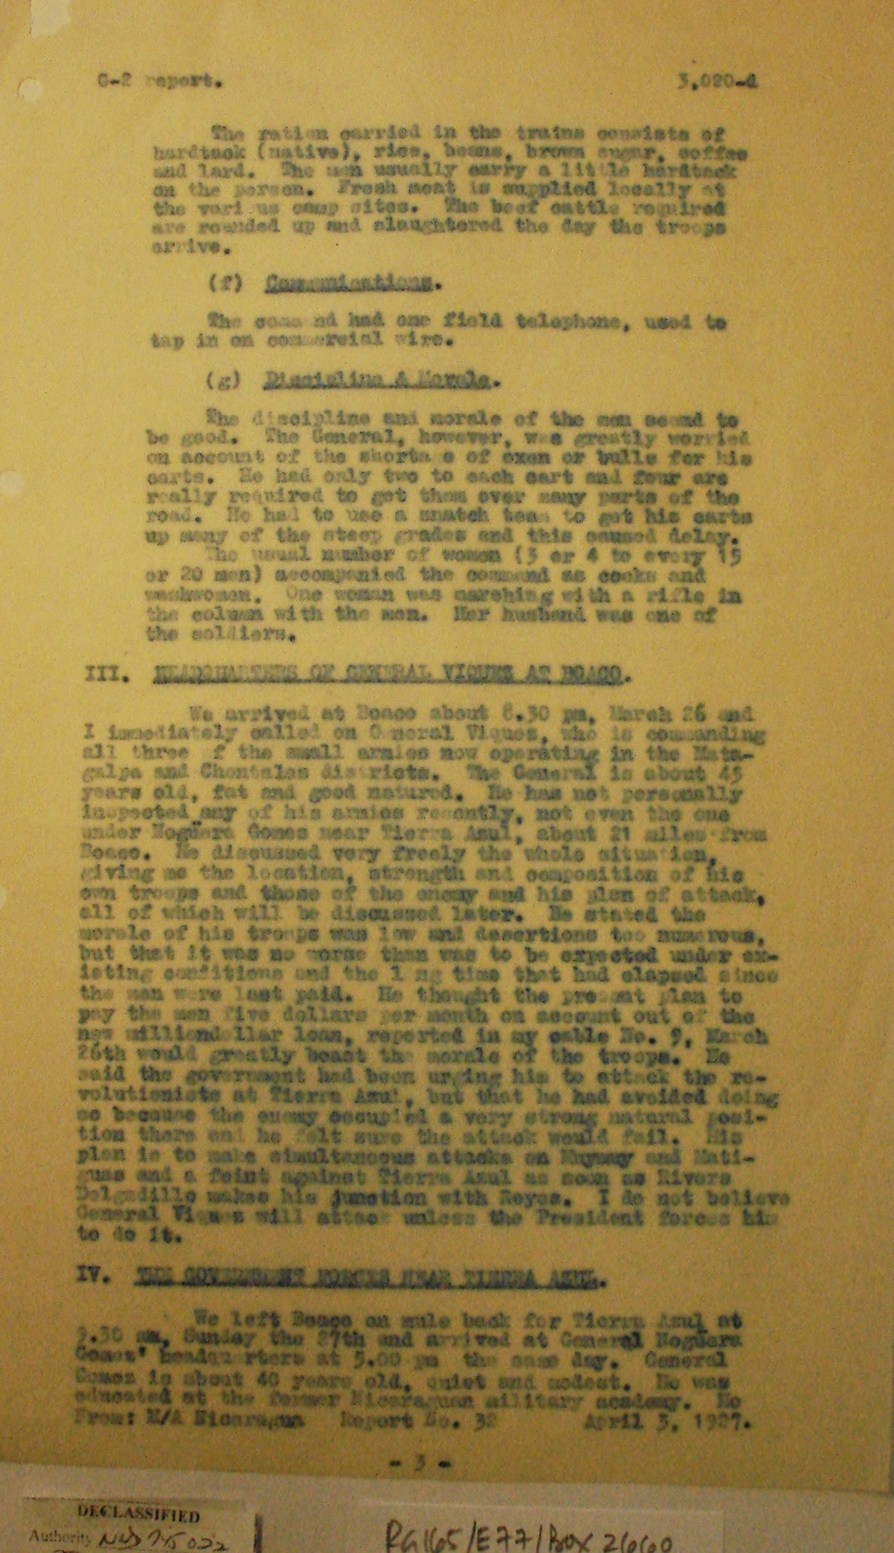 G-2 report. 3,020-d
The ration carried in the trains consists of
hardtack (native), rice, beans, brown sugar, coffee
and lard. The men usually carry a little hardtack
on the person. Fresh meat is supplied locally at
the various camp sites. The beef cattle required
are rounded up and slaughtered the day the troops
arrive.
(f) Communications.
The command had one field telephone, used to
tap in on commercial wire.
(g) Discipline & Morale.
The discipline and morale of the men seemed to
be good. The General, however, was greatly worried
on account of the shortage of oxen or bulls for his
carts. He had only two to each cart and four are
really required to get them over many parts of the
road. He had to use a snatch team to get his carts
up many of the steep grades and this caused delay.
The usual number of women (3 or 4 to every 15
or 20 men) accompanied the command as cooks and
washwomen. One woman was marching with a rifle in
the column with the men. Her husband was one of
the soldiers.
III. HEADQUARTERS OF GENERAL VIQUES AT BOACO.
We arrived at Boaco about 6.30 pm, March 26 and
I immediately called on General Viques, who is commanding
all three of the small armies now operating in the Mata-
galpa and Chontales districts. The General is about 45
years old, fat and good natured. He has not personally
inspected any of his armies recently, not even the one
under Noguera Gomez near Tierra Azul, about 21 miles from
Boaco. He discussed very freely the whole situation,
giving me the location, strength and composition of his
own troops and those of the enemy and his plan of attack,
all of which will be discussed later. He stated the
morale of his troops was low and desertions too numerous,
but that it was no worse than was to be expected under ex-
isting conditions and the long time that had elapsed since
the men were last paid. He thought the present plan to
pay the men five dollars per month on account out of the
new million dollar loan, reported in my cable No. 9, March
26th would greatly boast the morale of the troops. He
said the government had been urging him to attack the re-
volutionists at Tierra Azul, but that he had avoided doing
so because the enemy occupied a very strong natural posi-
tion there and he felt sure the attack would fail. His
plan is to make simultaneous attacks on Muymuy and Mati-
guas and a feint against Tierra Azul as soon as Rivers
Delgadillo makes his junction with Reyes. I do not believe
General Viques will attack unless the President forces him
to do it.
IV. THE GOVERNMENT FORCES NEAR TIERRA AZUL.
We left Boaco on mule back for Tierra Azul at
.30 am, Sunday the 27th and arrived at General Noguera
Gomez' headquarters at 5.00 pm the same day. General
Gomez is about 40 years old, quiet and modest. He was
educated at the former Nicaraguan military academy. He
From: M/A Nicaragua Report No. 38 April 3, 1927.
- 3 -
DECLASSIFIED
Authority NND 75022
RG165/E77/Box 2660